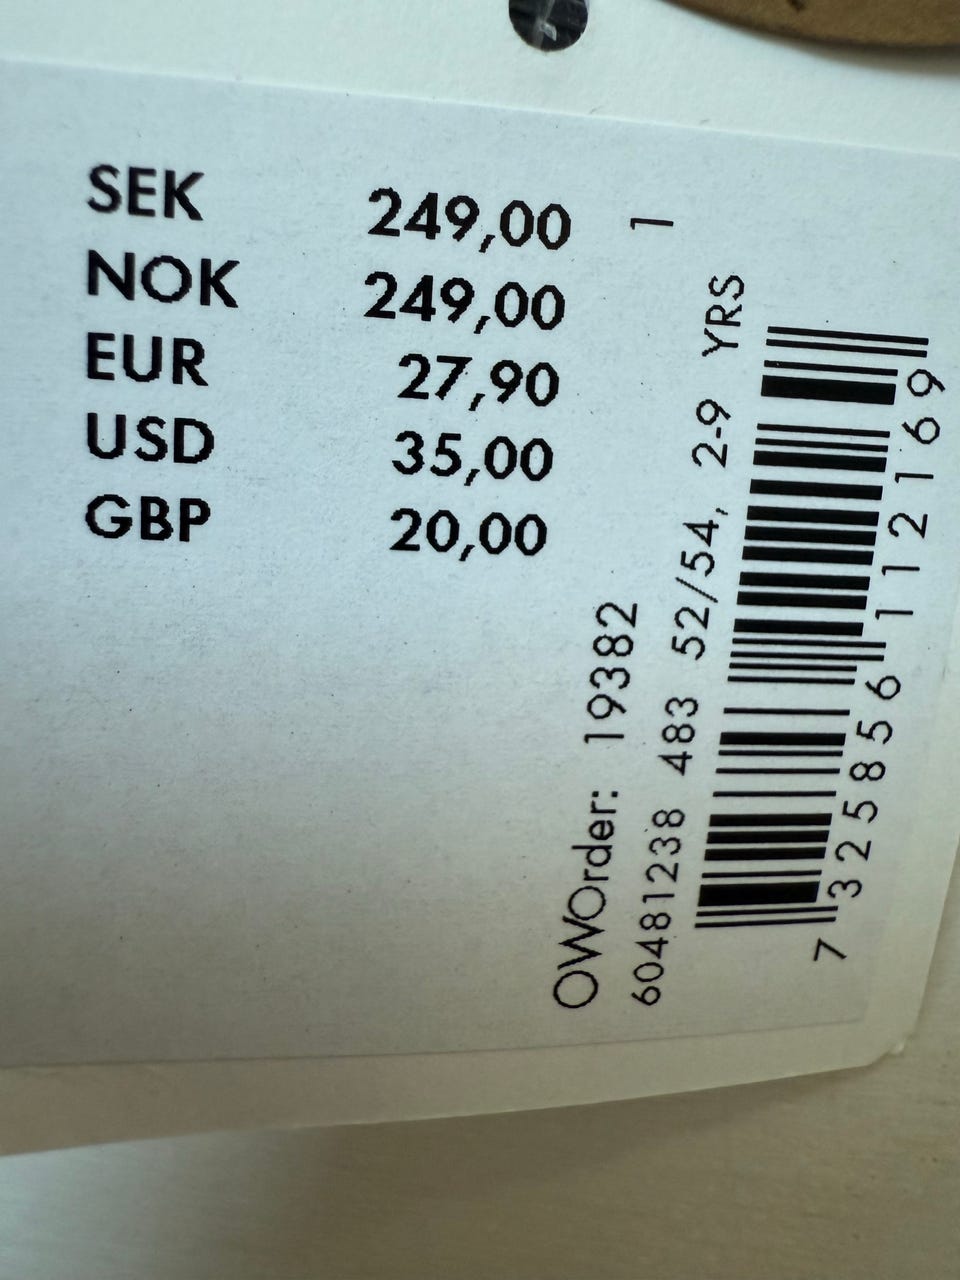 SEK 249,00
NOK 249,00
EUR 27,90
USD 35,00
GBP 20,00
1
OWOrder: 19382
60481238 483 52/54, 2-9 YRS
7 325856 112169